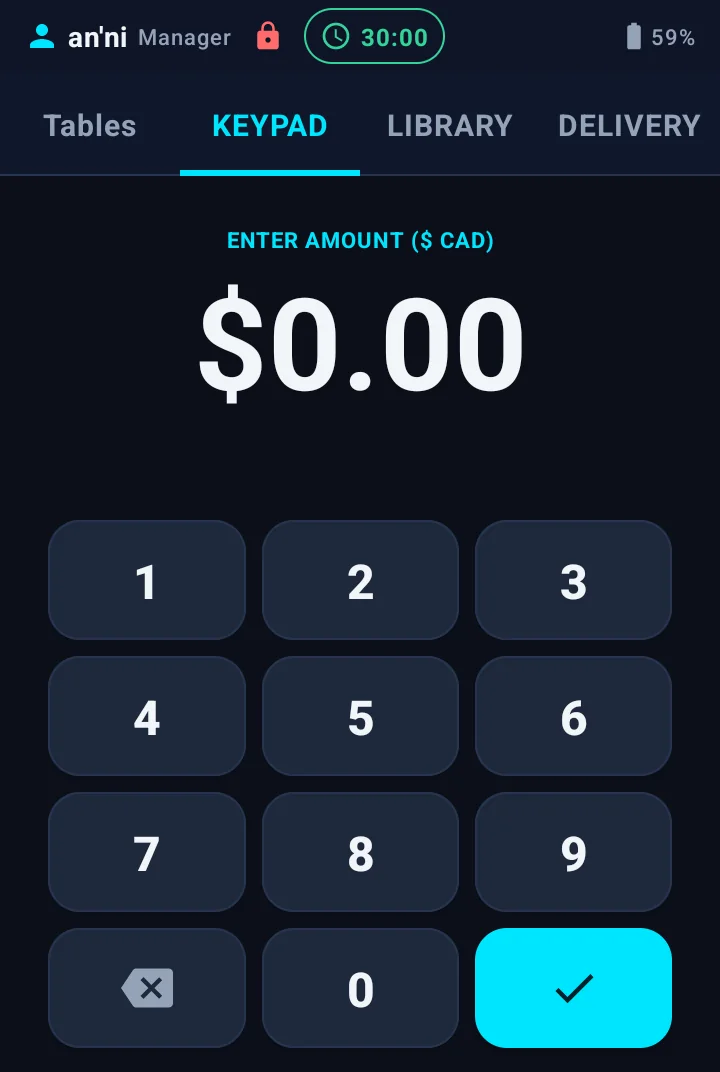 an'ni Manager 30:00 59%
Tables KEYPAD LIBRARY DELIVERY
ENTER AMOUNT ($ CAD)
$0.00
1 2 3
4 5 6
7 8 9
0